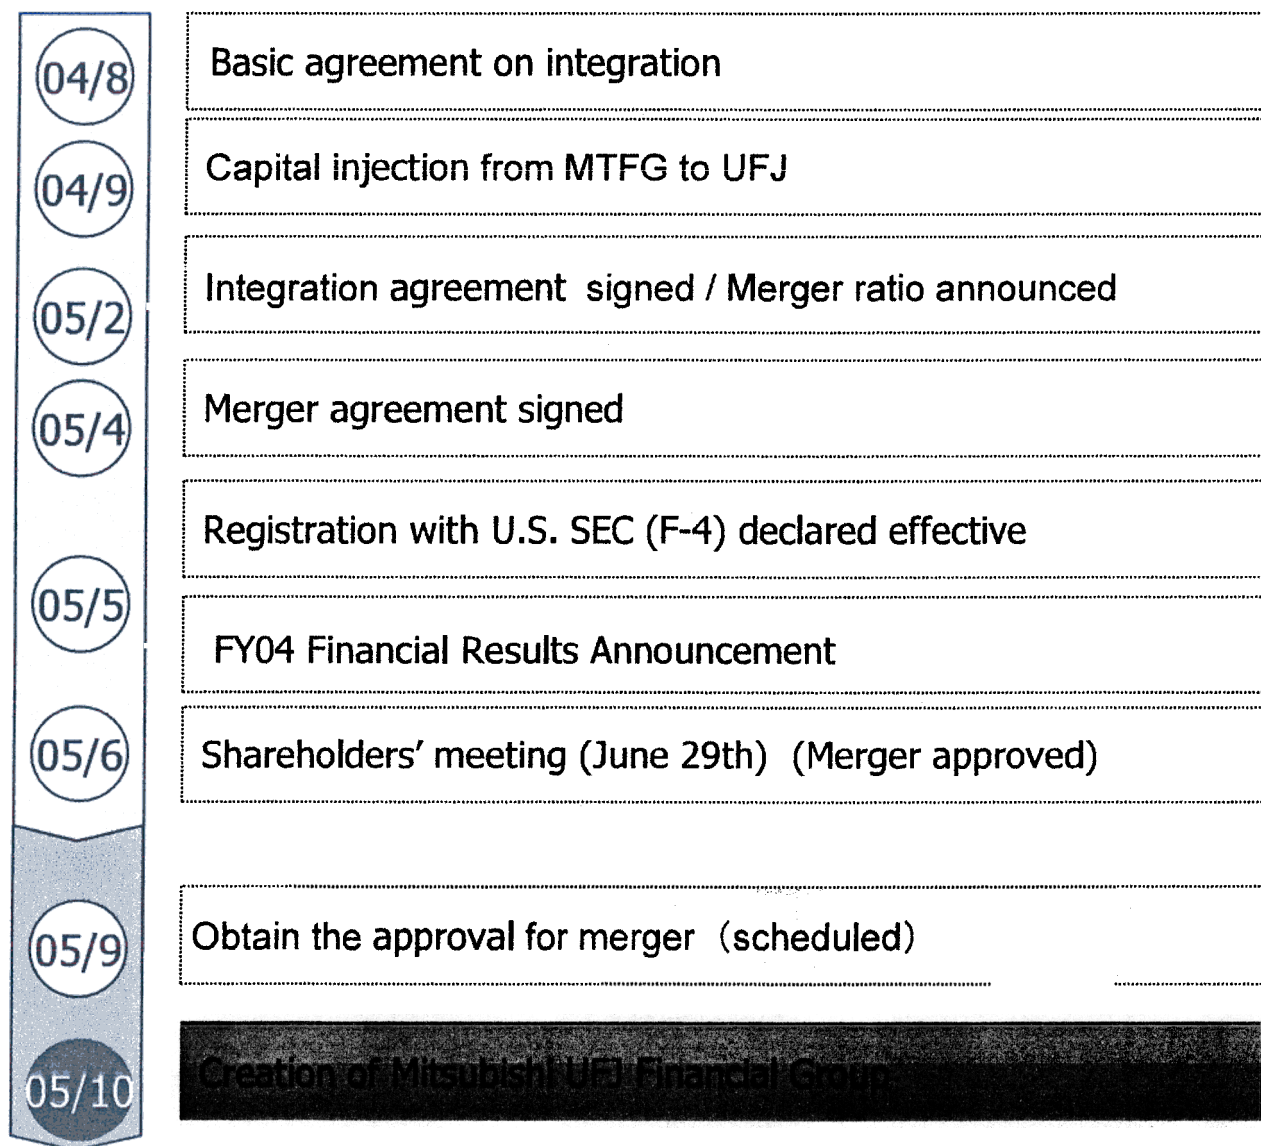 04/8
Basic agreement on integration
04/9
Capital injection from MTFG to UFJ
05/2
Integration agreement signed / Merger ratio announced
05/4
Merger agreement signed
Registration with U.S. SEC (F-4) declared effective
05/5
FY04 Financial Results Announcement
05/6
Shareholders' meeting (June 29th) (Merger approved)
05/9
Obtain the approval for merger（scheduled）
05/10
Creation of Mitsubishi UFJ Financial Group